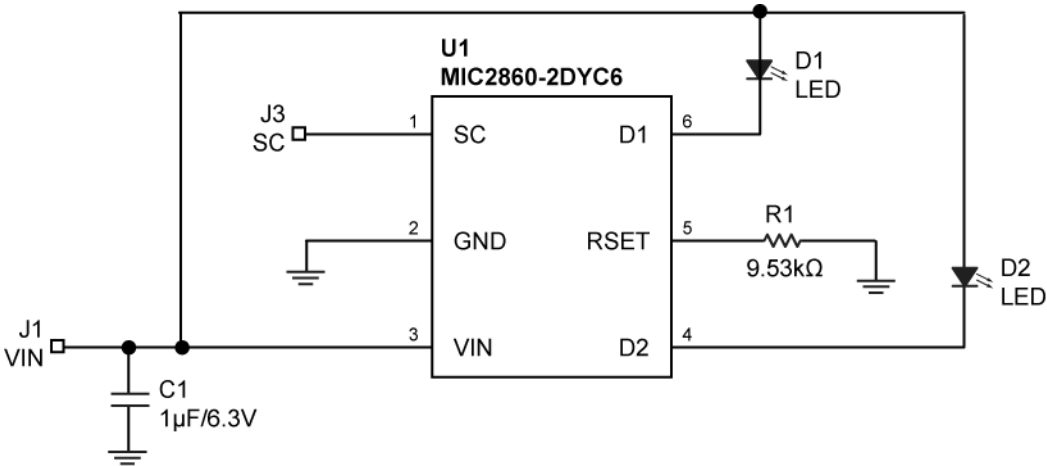 U1
MIC2860-2DYC6
D1
LED
J3
SC
1
SC
D1
6
2
GND
RSET
5
R1
9.53kΩ
D2
LED
J1
VIN
3
VIN
D2
4
C1
1µF/6.3V